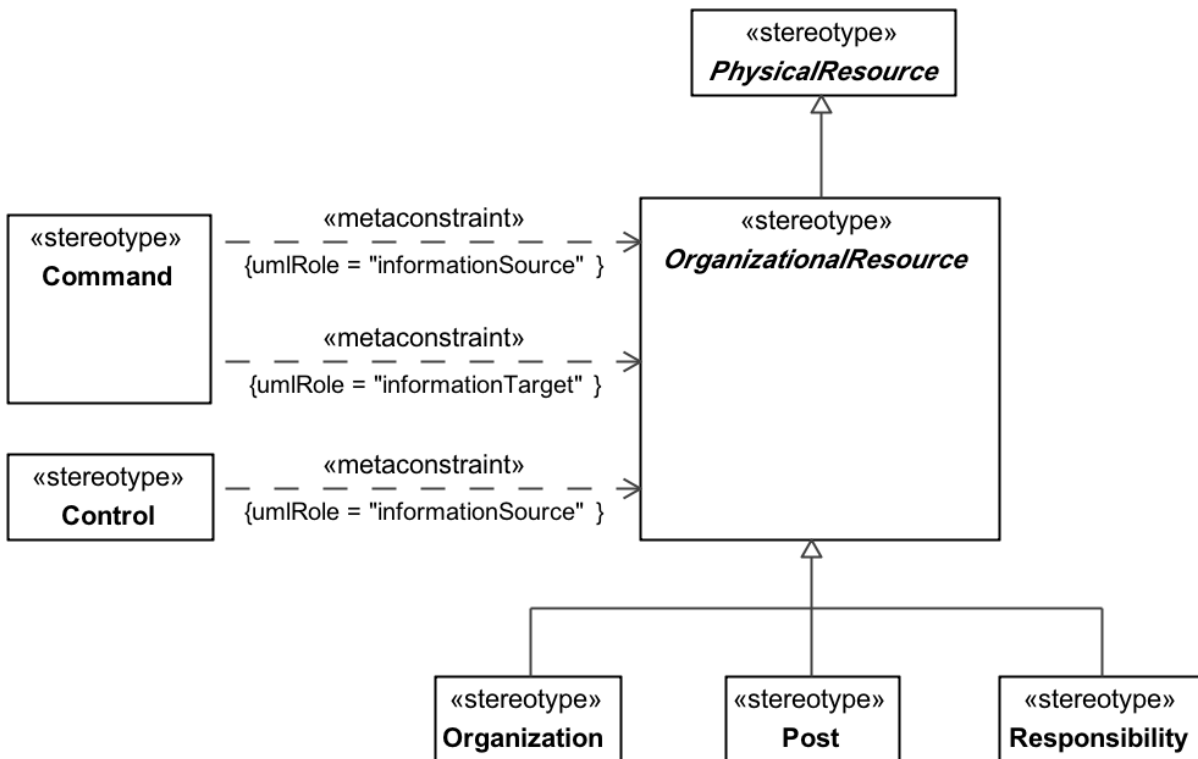 «stereotype»
PhysicalResource
«stereotype»
Command
«metaconstraint»
{umlRole = "informationSource" }
«metaconstraint»
{umlRole = "informationTarget" }
«stereotype»
OrganizationalResource
«stereotype»
Control
«metaconstraint»
{umlRole = "informationSource" }
«stereotype»
Organization
«stereotype»
Post
«stereotype»
Responsibility